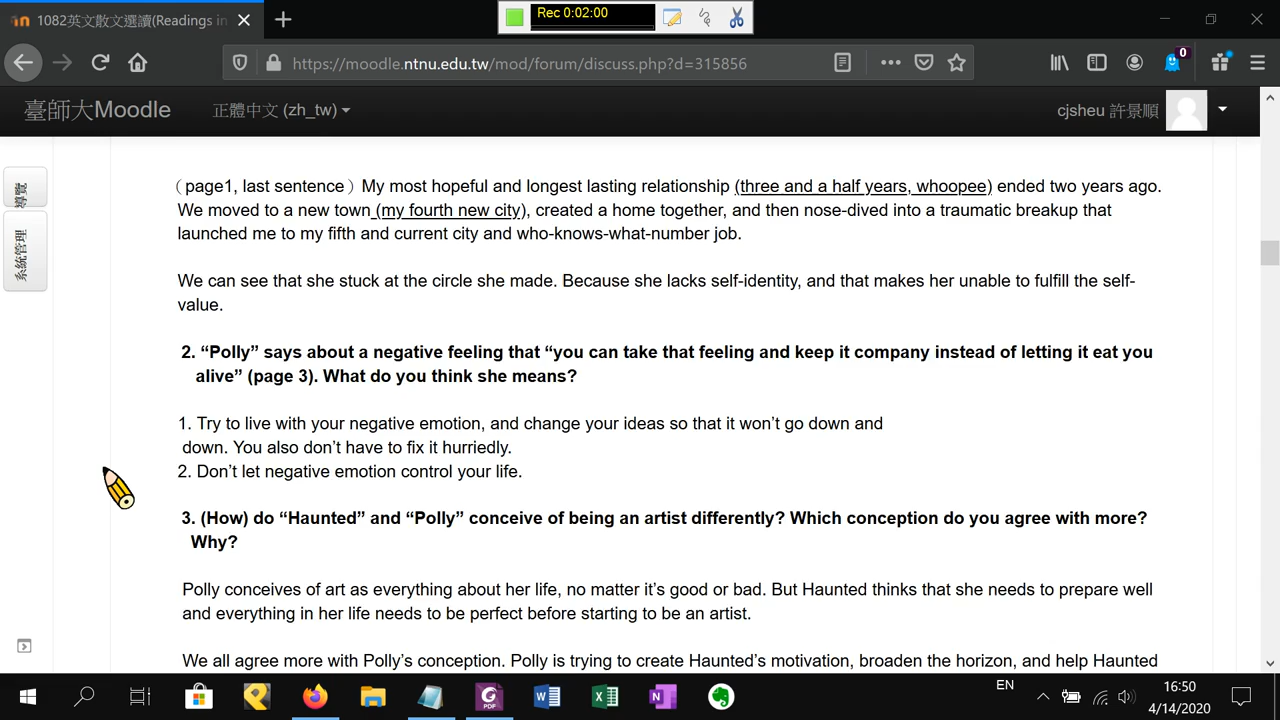 1082英文散文選讀(Readings in
Rec 0:02:00
https://moodle.ntnu.edu.tw/mod/forum/discuss.php?d=315856
0
臺師大Moodle
正體中文 (zh_tw)
cjsheu 許景順
導覽
系統管理
（page1, last sentence）My most hopeful and longest lasting relationship (three and a half years, whoopee) ended two years ago.
We moved to a new town (my fourth new city), created a home together, and then nose-dived into a traumatic breakup that
launched me to my fifth and current city and who-knows-what-number job.
We can see that she stuck at the circle she made. Because she lacks self-identity, and that makes her unable to fulfill the self-
value.
2. “Polly” says about a negative feeling that “you can take that feeling and keep it company instead of letting it eat you
alive” (page 3). What do you think she means?
1. Try to live with your negative emotion, and change your ideas so that it won’t go down and
down. You also don’t have to fix it hurriedly.
2. Don’t let negative emotion control your life.
3. (How) do “Haunted” and “Polly” conceive of being an artist differently? Which conception do you agree with more?
Why?
Polly conceives of art as everything about her life, no matter it’s good or bad. But Haunted thinks that she needs to prepare well
and everything in her life needs to be perfect before starting to be an artist.
We all agree more with Polly’s conception. Polly is trying to create Haunted’s motivation, broaden the horizon, and help Haunted
EN
16:50
4/14/2020